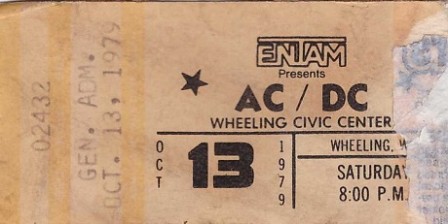 02432
GEN. ADM.
OCT. 13, 1979
ENTAM
Presents
AC / DC
WHEELING CIVIC CENTER
OCT
13
1979
WHEELING, W
SATURDAY
8:00 P.M.